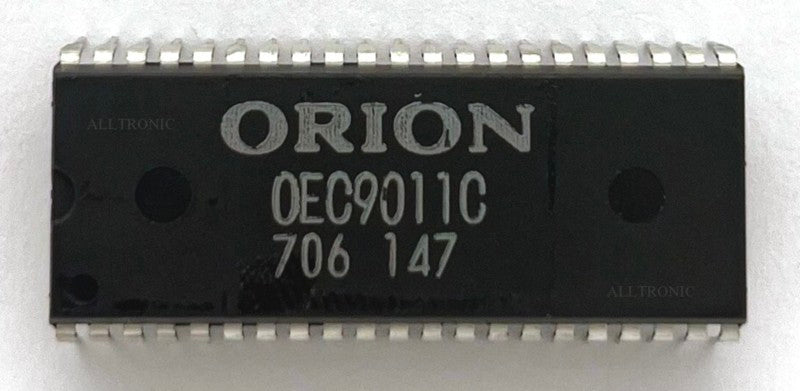 ORION
ALLTRONIC
OEC9011C
706 147
ALLTRONIC